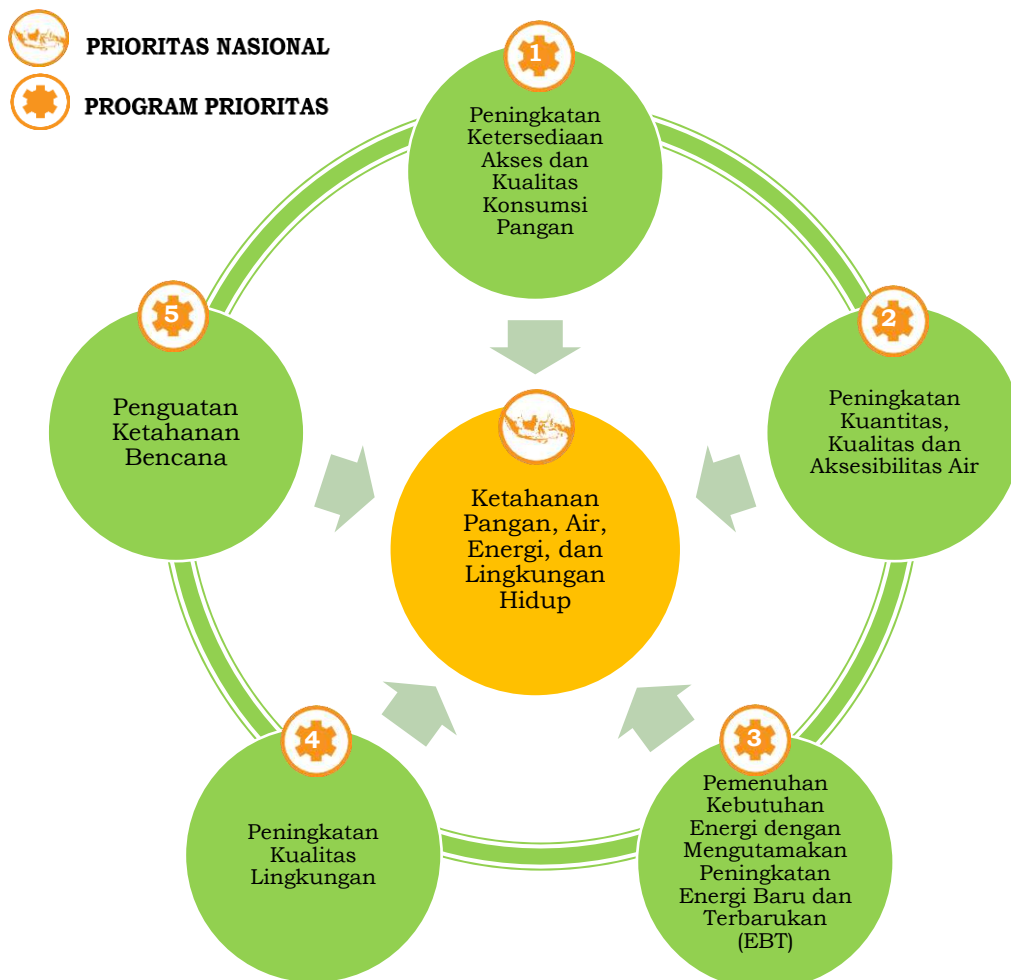 PRIORITAS NASIONAL
PROGRAM PRIORITAS
1
Peningkatan
Ketersediaan
Akses dan
Kualitas
Konsumsi
Pangan
2
Peningkatan
Kuantitas,
Kualitas dan
Aksesibilitas Air
3
Pemenuhan
Kebutuhan
Energi dengan
Mengutamakan
Peningkatan
Energi Baru dan
Terbarukan
(EBT)
4
Peningkatan
Kualitas
Lingkungan
5
Penguatan
Ketahanan
Bencana
Ketahanan
Pangan, Air,
Energi, dan
Lingkungan
Hidup